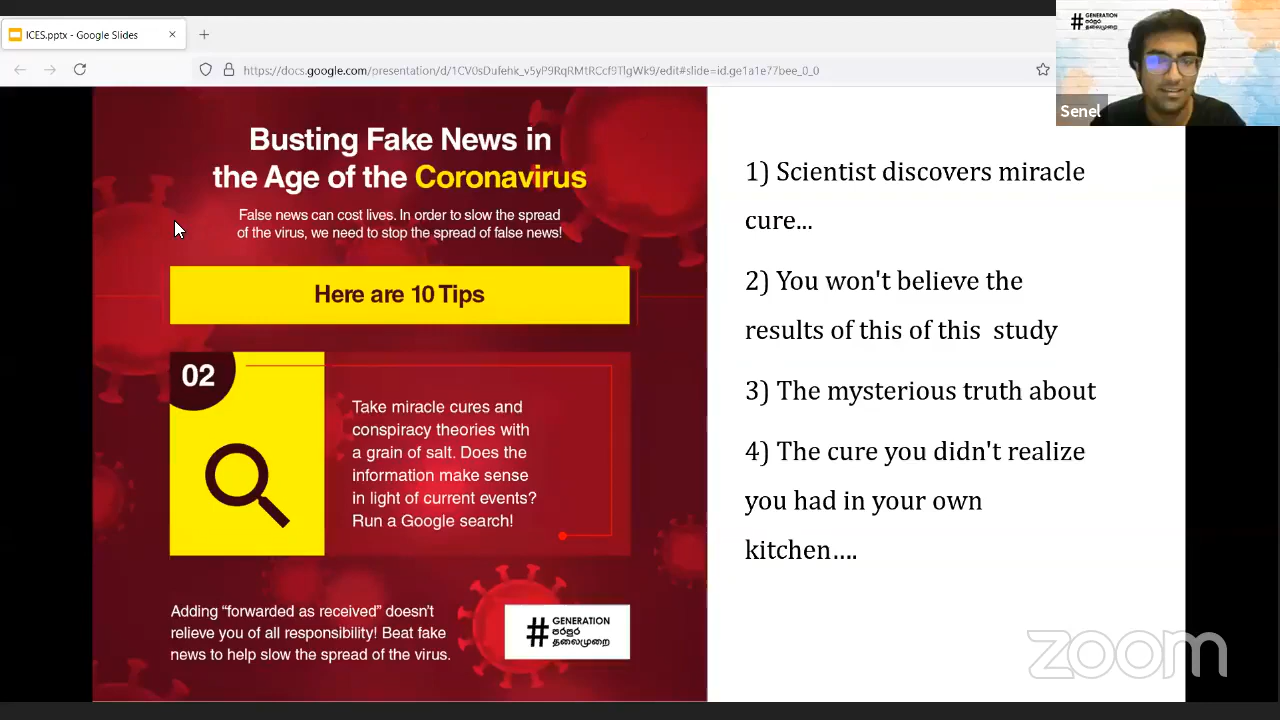 ICES.pptx - Google Slides
https://docs.google.com/presentation/d/1CV0sDufehk_v5yP9RqRMtRCcf9TlgWk9/edit#slide=id.ge1a1e77bee_0_0
# GENERATION
පරපුර
தலைமுறை
Senel
Busting Fake News in
the Age of the Coronavirus
False news can cost lives. In order to slow the spread
of the virus, we need to stop the spread of false news!
Here are 10 Tips
02
Take miracle cures and
conspiracy theories with
a grain of salt. Does the
information make sense
in light of current events?
Run a Google search!
Adding “forwarded as received” doesn’t
relieve you of all responsibility! Beat fake
news to help slow the spread of the virus.
# GENERATION
පරපුර
தலைமுறை
1) Scientist discovers miracle
cure...
2) You won't believe the
results of this of this  study
3) The mysterious truth about
4) The cure you didn't realize
you had in your own
kitchen....
zoom